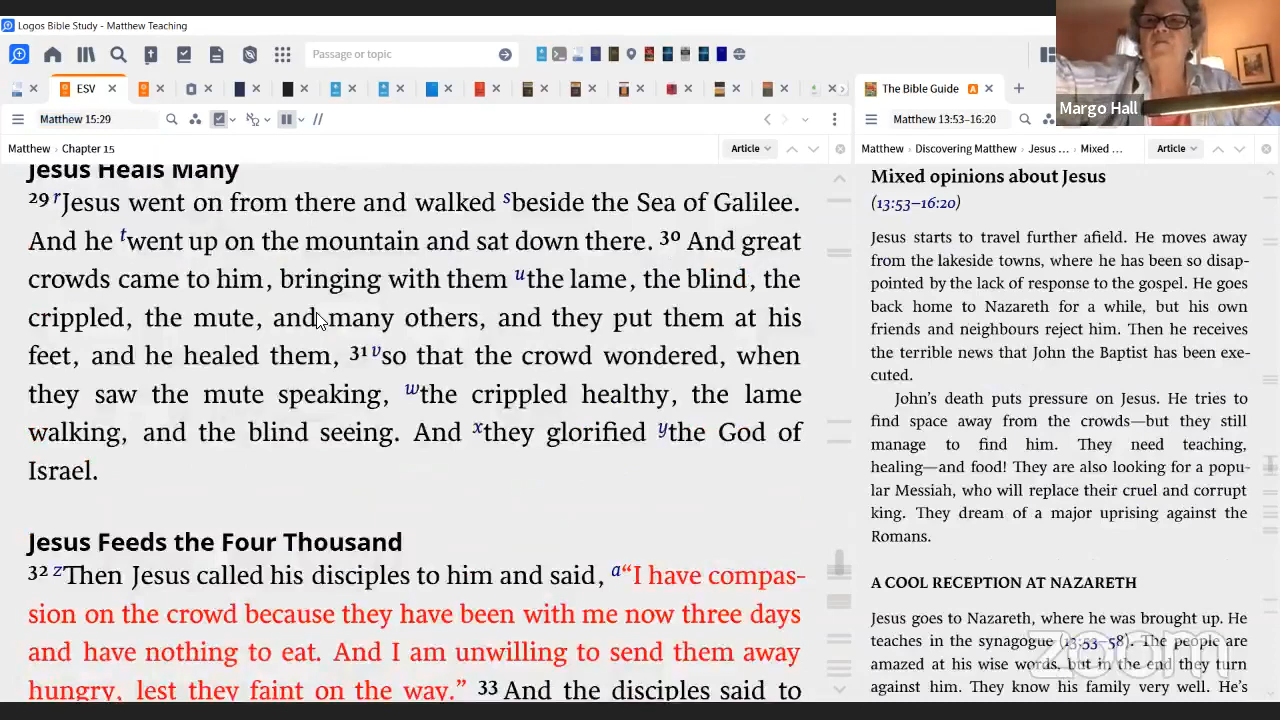 Logos Bible Study - Matthew Teaching
Passage or topic
ESV
The Bible Guide A
Margo Hall
Matthew 15:29
Matthew 13:53–16:20
Matthew › Chapter 15
Article
Matthew › Discovering Matthew › Jesus ... › Mixed ...
Article
Jesus Heals Many
29 rJesus went on from there and walked sbeside the Sea of Galilee.
And he twent up on the mountain and sat down there. 30 And great
crowds came to him, bringing with them uthe lame, the blind, the
crippled, the mute, and many others, and they put them at his
feet, and he healed them, 31 vso that the crowd wondered, when
they saw the mute speaking, wthe crippled healthy, the lame
walking, and the blind seeing. And xthey glorified ythe God of
Israel.
Jesus Feeds the Four Thousand
32 zThen Jesus called his disciples to him and said, a“I have compas-
sion on the crowd because they have been with me now three days
and have nothing to eat. And I am unwilling to send them away
hungry, lest they faint on the way.” 33 And the disciples said to
Mixed opinions about Jesus
(13:53–16:20)
Jesus starts to travel further afield. He moves away
from the lakeside towns, where he has been so disap-
pointed by the lack of response to the gospel. He goes
back home to Nazareth for a while, but his own
friends and neighbours reject him. Then he receives
the terrible news that John the Baptist has been exe-
cuted.
John’s death puts pressure on Jesus. He tries to
find space away from the crowds—but they still
manage to find him. They need teaching,
healing—and food! They are also looking for a popu-
lar Messiah, who will replace their cruel and corrupt
king. They dream of a major uprising against the
Romans.
A COOL RECEPTION AT NAZARETH
Jesus goes to Nazareth, where he was brought up. He
teaches in the synagogue (13:53–58). The people are
amazed at his wise words, but in the end they turn
against him. They know his family very well. He’s
zoom